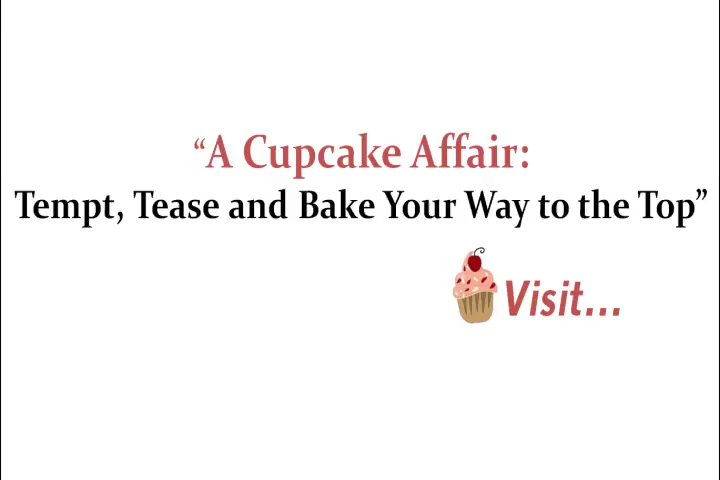 “A Cupcake Affair:
Tempt, Tease and Bake Your Way to the Top”
Visit...